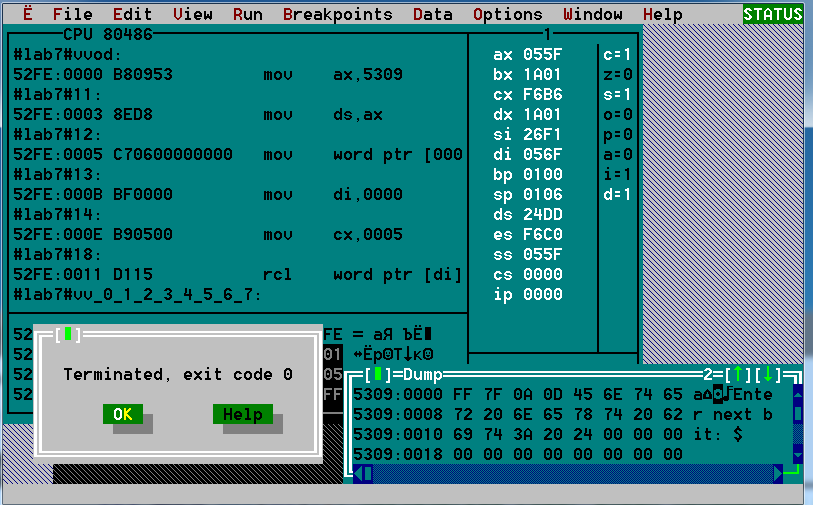 Ë File Edit View Run Breakpoints Data Options Window Help STATUS
CPU 80486 1
#lab7#vvod:
52FE:0000 B80953 mov ax,5309
#lab7#11:
52FE:0003 8ED8 mov ds,ax
#lab7#12:
52FE:0005 C70600000000 mov word ptr [000
#lab7#13:
52FE:000B BF0000 mov di,0000
#lab7#14:
52FE:000E B90500 mov cx,0005
#lab7#18:
52FE:0011 D115 rcl word ptr [di]
#lab7#vv_0_1_2_3_4_5_6_7:
ax 055F c=1
bx 1A01 z=0
cx F6B6 s=1
dx 1A01 o=0
si 26F1 p=0
di 056F a=0
bp 0100 i=1
sp 0106 d=1
ds 24DD
es F6C0
ss 055F
cs 0000
ip 0000
52 FE = аЯ ЪЁ
52 01 ↔Ëр
52 05
5 FF
[■]
Terminated, exit code 0
OK Help
[■]=Dump 2=[↑][↓]
5309:0000 FF 7F 0A 0D 45 6E 74 65 a⌂◙♪Ente
5309:0008 72 20 6E 65 78 74 20 62 r next b
5309:0010 69 74 3A 20 24 00 00 00 it: $
5309:0018 00 00 00 00 00 00 00 00